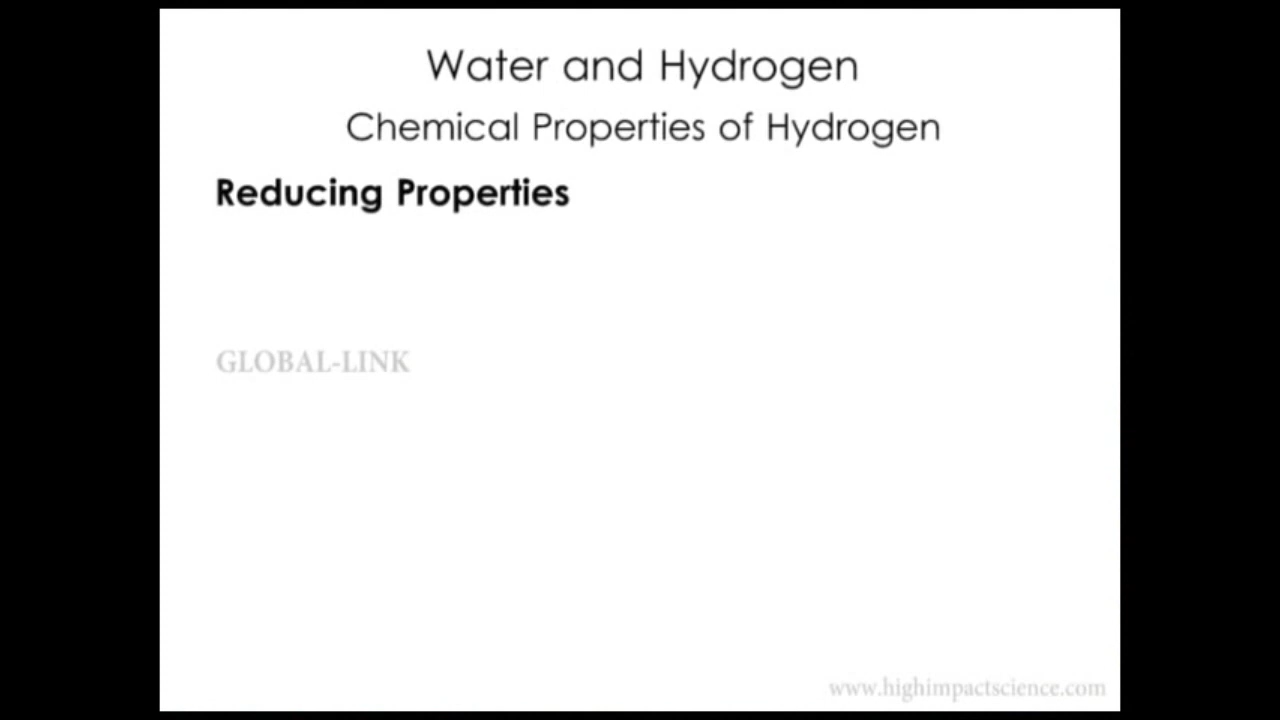 Water and Hydrogen
Chemical Properties of Hydrogen
Reducing Properties
GLOBAL-LINK
www.highimpactscience.com